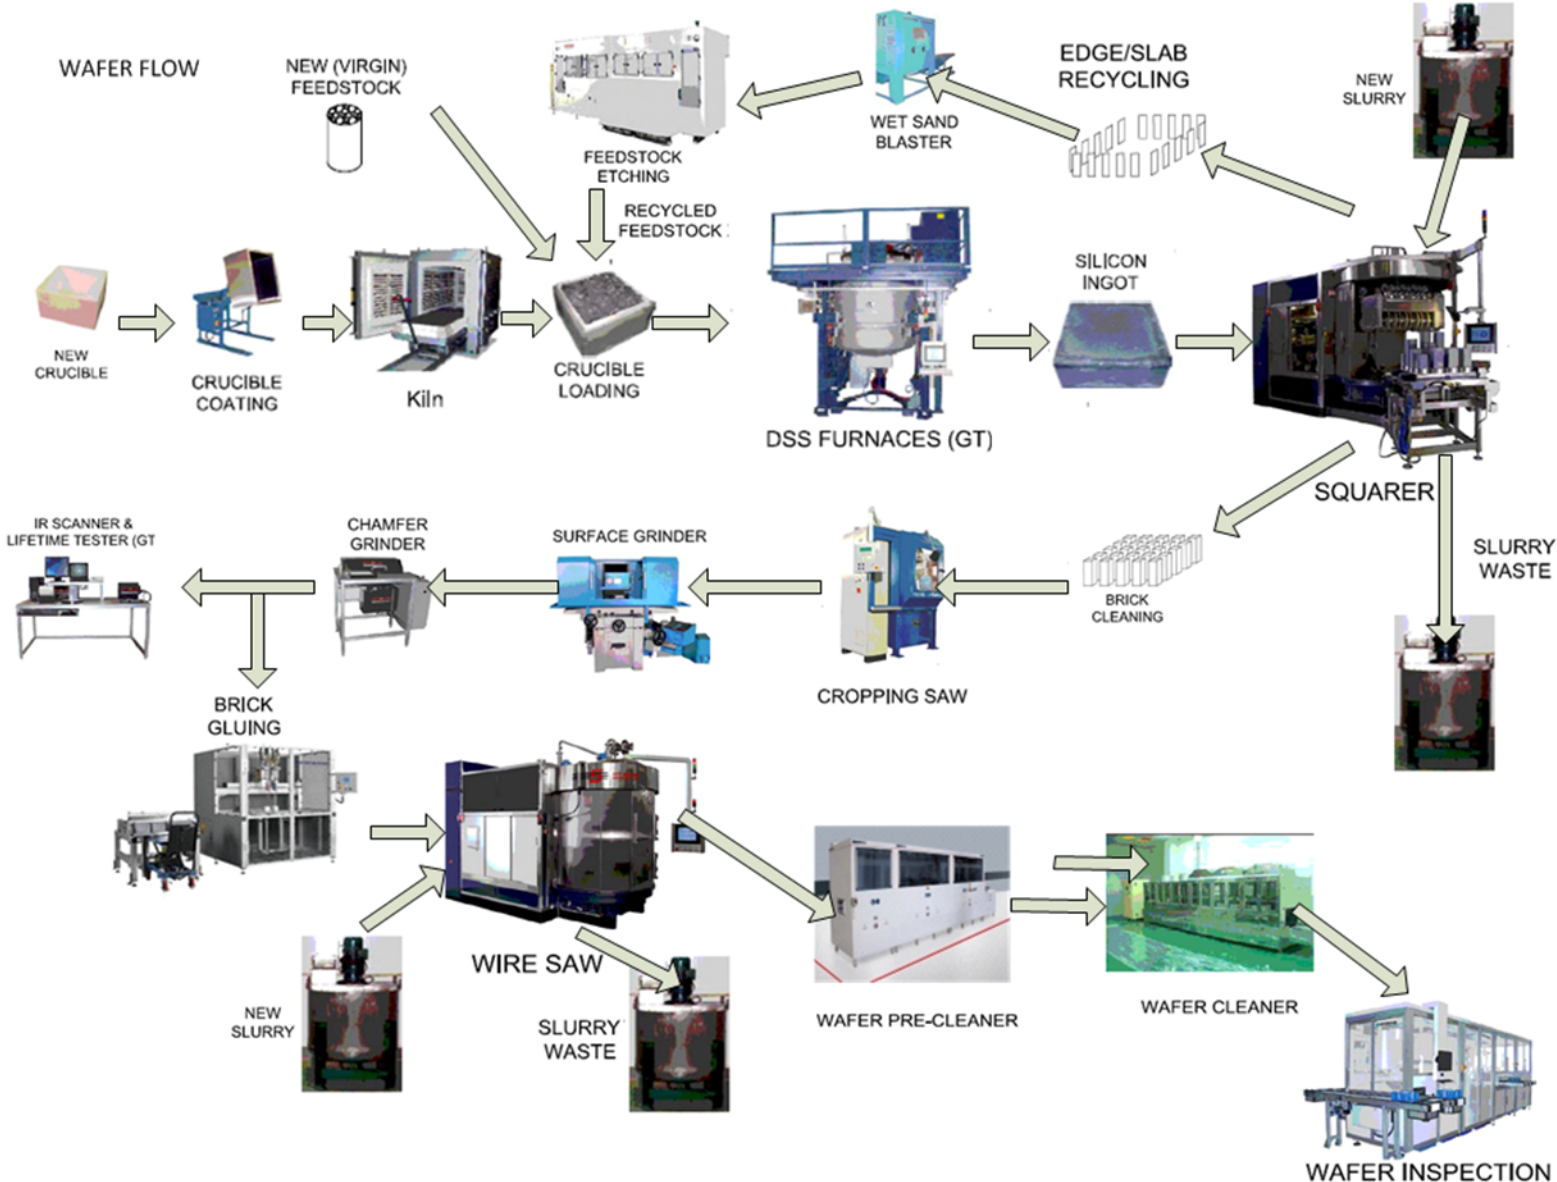 WAFER FLOW
NEW (VIRGIN)
FEEDSTOCK
FEEDSTOCK
ETCHING
RECYCLED
FEEDSTOCK
WET SAND
BLASTER
EDGE/SLAB
RECYCLING
NEW
SLURRY
NEW
CRUCIBLE
CRUCIBLE
COATING
Kiln
CRUCIBLE
LOADING
DSS FURNACES (GT)
SILICON
INGOT
SQUARER
SLURRY
WASTE
IR SCANNER &
LIFETIME TESTER (GT
CHAMFER
GRINDER
SURFACE GRINDER
CROPPING SAW
BRICK
CLEANING
BRICK
GLUING
WIRE SAW
NEW
SLURRY
SLURRY
WASTE
WAFER PRE-CLEANER
WAFER CLEANER
WAFER INSPECTION